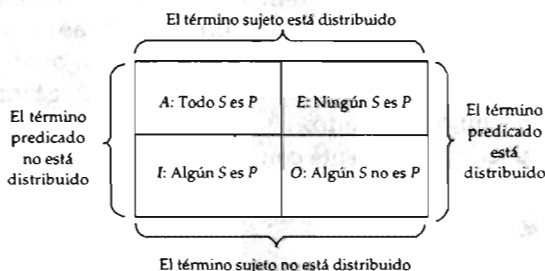 El término sujeto está distribuido
El término
predicado
no está
distribuido
A: Todo S es P
E: Ningún S es P
I: Algún S es P
O: Algún S no es P
El término
predicado
está
distribuido
El término sujeto no está distribuido